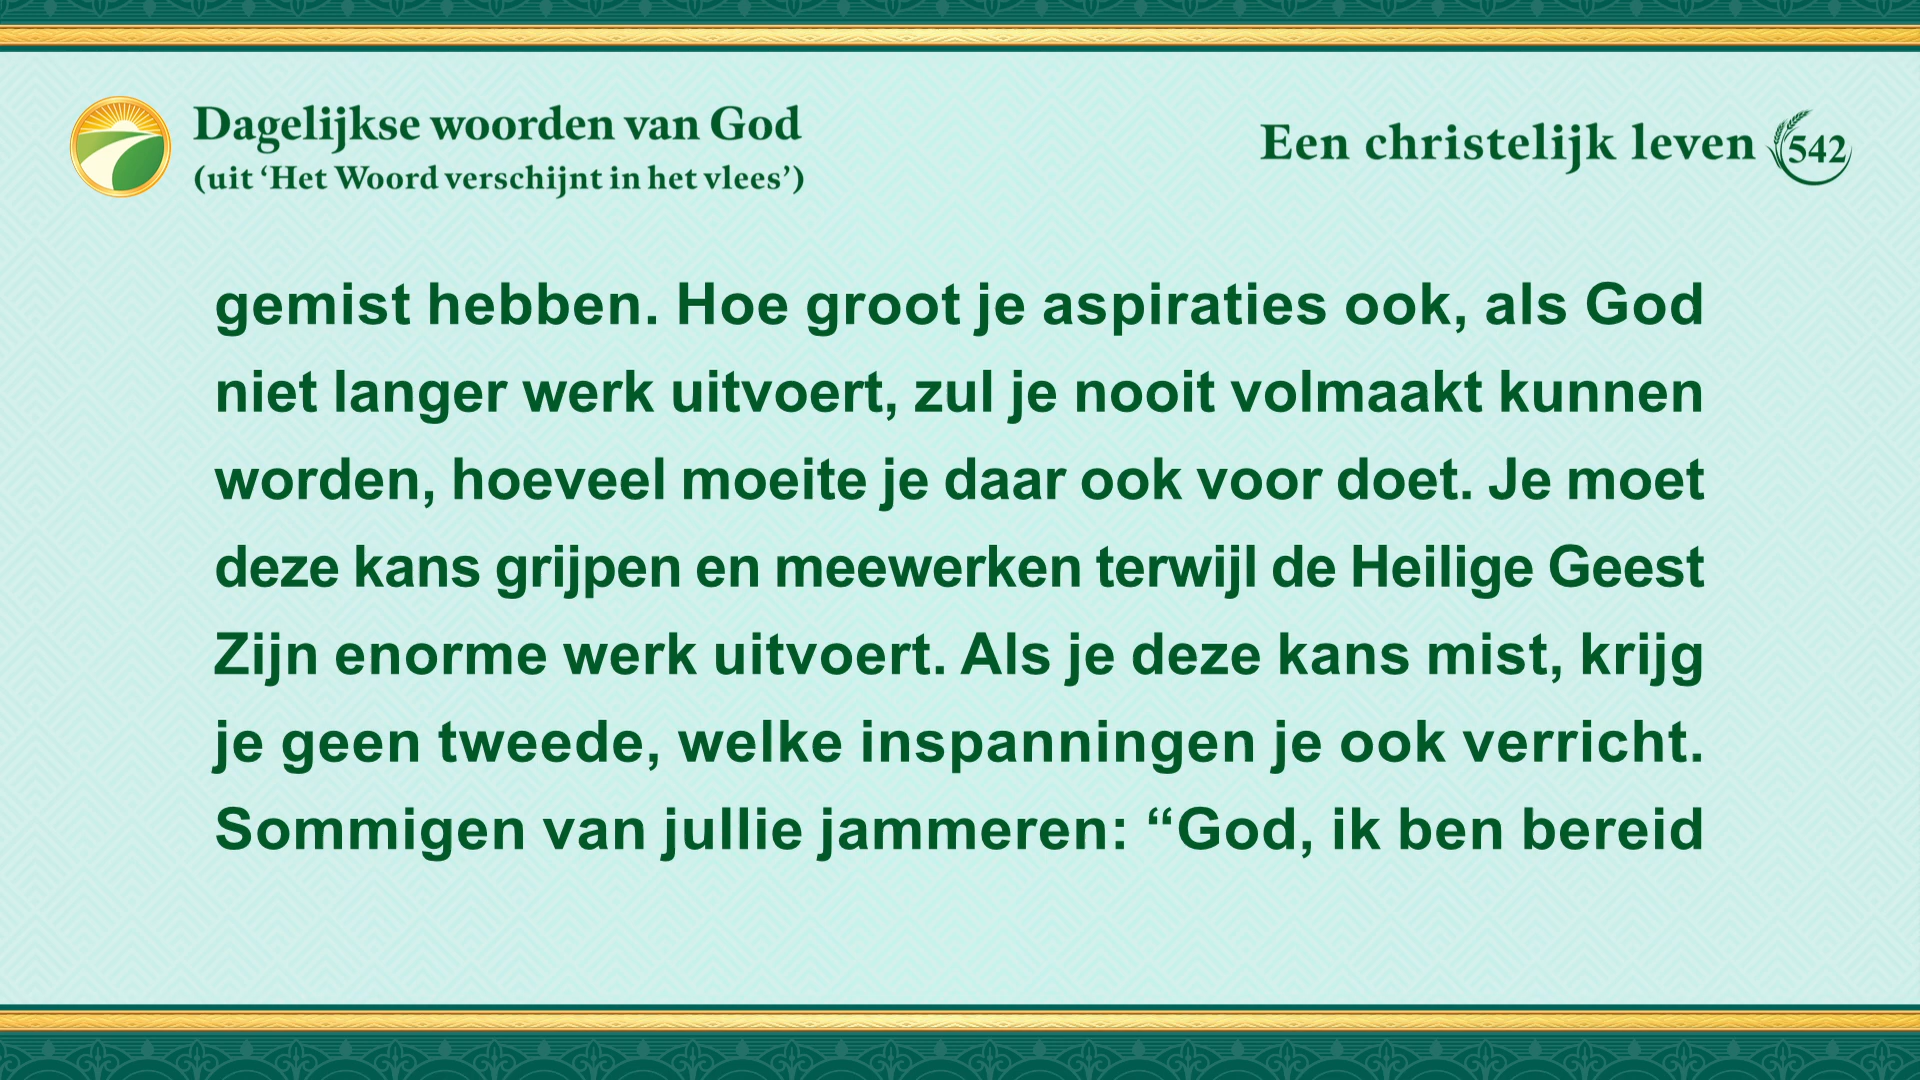 Dagelijkse woorden van God
(uit ‘Het Woord verschijnt in het vlees’)
Een christelijk leven 542
gemist hebben. Hoe groot je aspiraties ook, als God
niet langer werk uitvoert, zul je nooit volmaakt kunnen
worden, hoeveel moeite je daar ook voor doet. Je moet
deze kans grijpen en meewerken terwijl de Heilige Geest
Zijn enorme werk uitvoert. Als je deze kans mist, krijg
je geen tweede, welke inspanningen je ook verricht.
Sommigen van jullie jammeren: “God, ik ben bereid